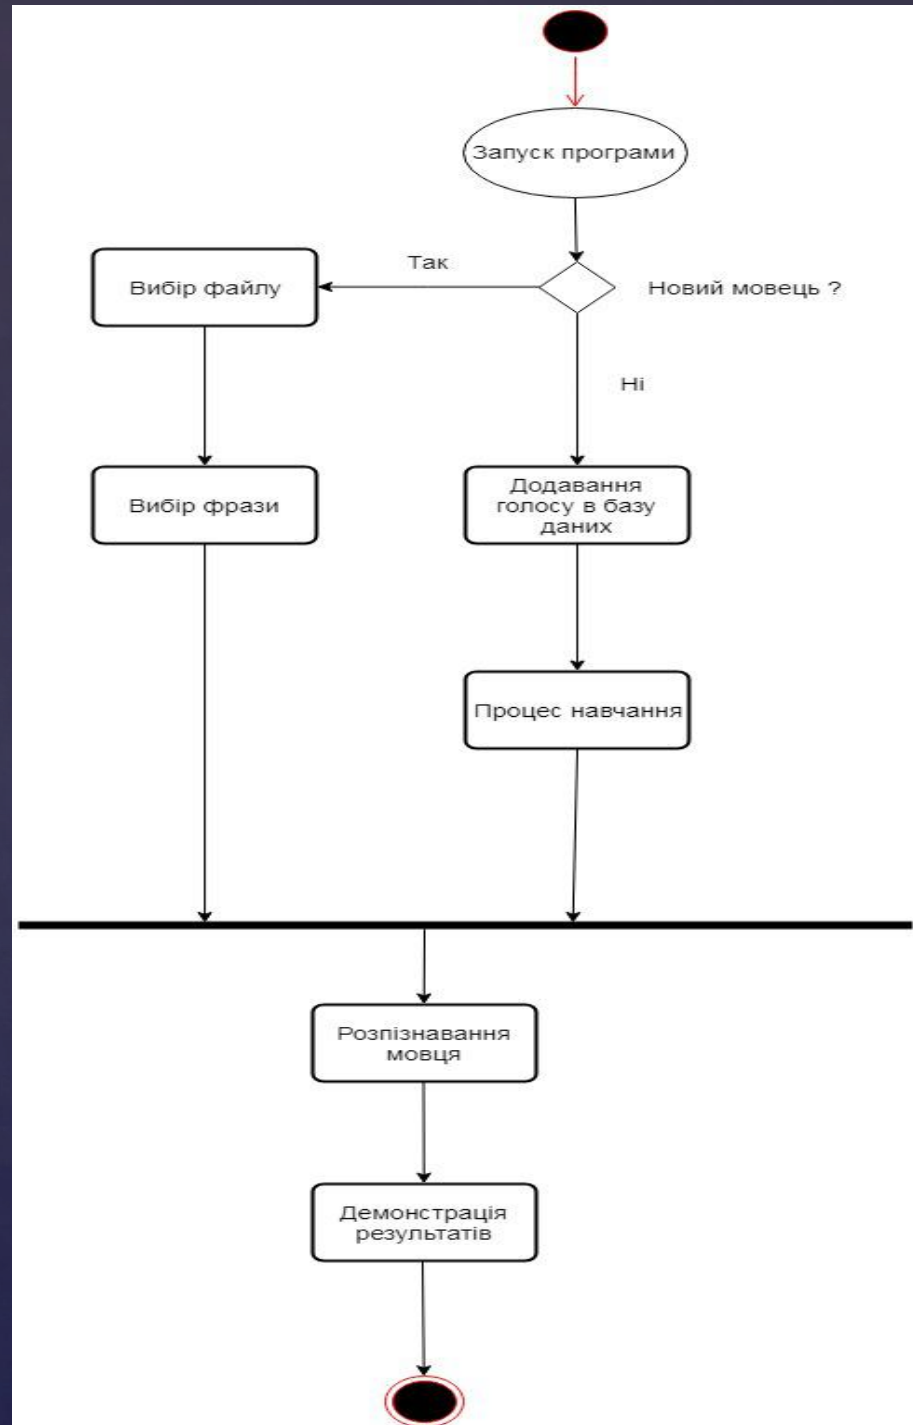 Запуск програми
Так
Вибір файлу
Новий мовець ?
Ні
Вибір фрази
Додавання
голосу в базу
даних
Процес навчання
Розпізнавання
мовця
Демонстрація
результатів